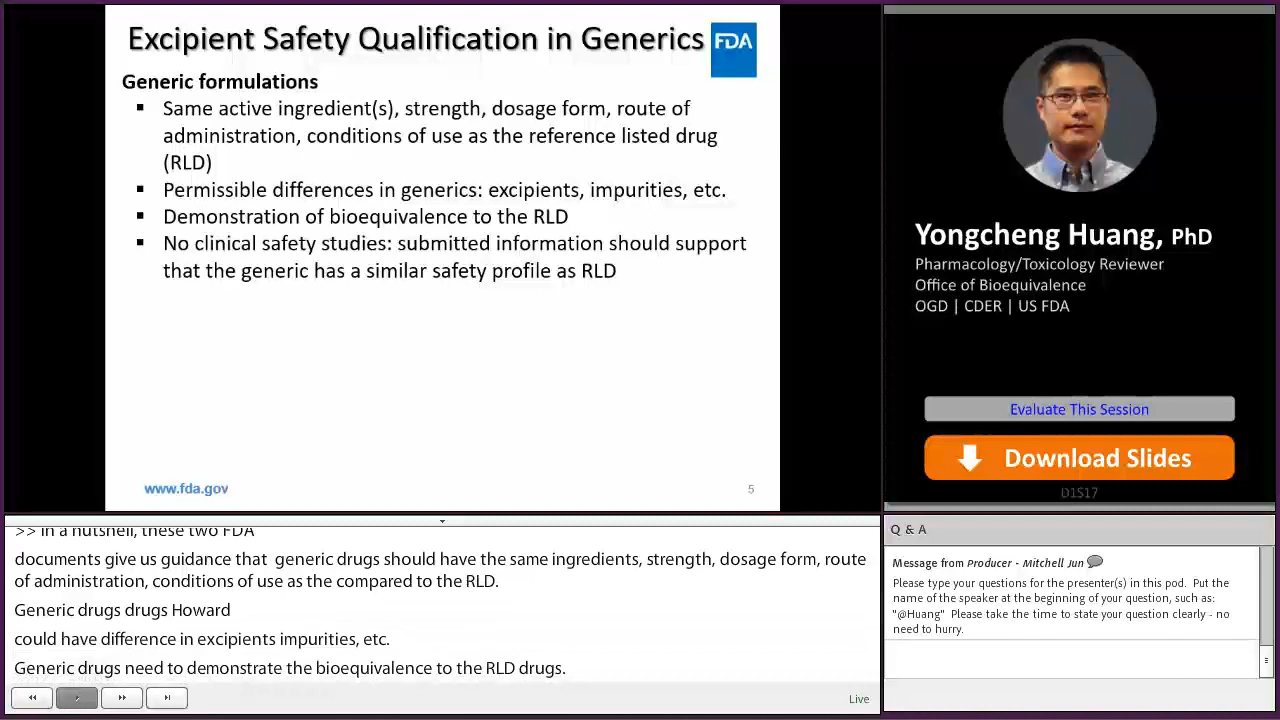 Excipient Safety Qualification in Generics
FDA
Generic formulations
▪ Same active ingredient(s), strength, dosage form, route of
administration, conditions of use as the reference listed drug
(RLD)
▪ Permissible differences in generics: excipients, impurities, etc.
▪ Demonstration of bioequivalence to the RLD
▪ No clinical safety studies: submitted information should support
that the generic has a similar safety profile as RLD
www.fda.gov
5
Yongcheng Huang, PhD
Pharmacology/Toxicology Reviewer
Office of Bioequivalence
OGD | CDER | US FDA
Evaluate This Session
Download Slides
D1S17
>> In a nutshell, these two FDA
documents give us guidance that  generic drugs should have the same ingredients, strength, dosage form, route
of administration, conditions of use as the compared to the RLD.
Generic drugs drugs Howard
could have difference in excipients impurities, etc.
Generic drugs need to demonstrate the bioequivalence to the RLD drugs.
Live
Q & A
Message from Producer - Mitchell Jun
Please type your questions for the presenter(s) in this pod.  Put the
name of the speaker at the beginning of your question, such as:
"@Huang"  Please take the time to state your question clearly - no
need to hurry.